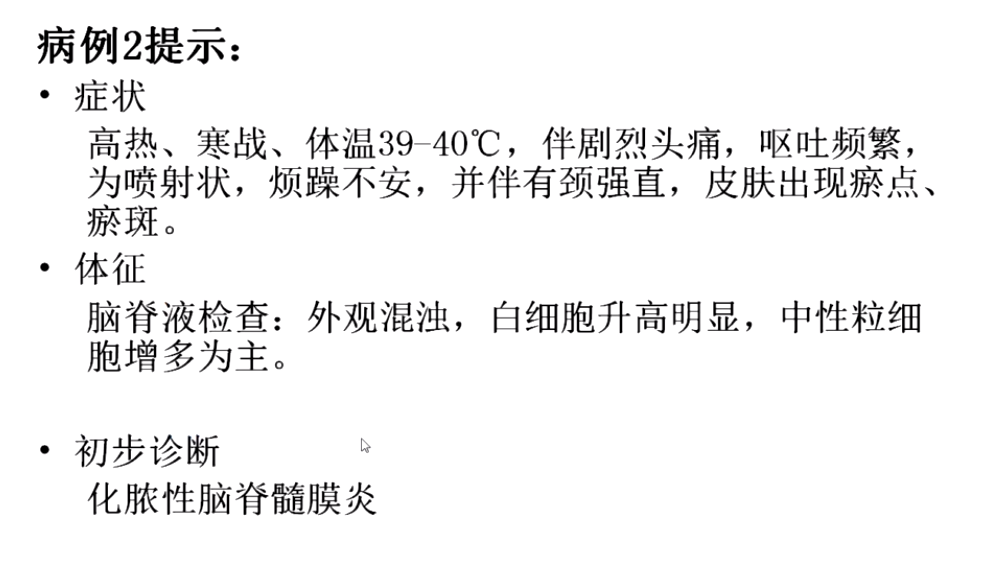 病例2提示：
• 症状
高热、寒战、体温39-40℃，伴剧烈头痛，呕吐频繁，
为喷射状，烦躁不安，并伴有颈强直，皮肤出现瘀点、
瘀斑。
• 体征
脑脊液检查：外观混浊，白细胞升高明显，中性粒细
胞增多为主。
• 初步诊断
化脓性脑脊髓膜炎